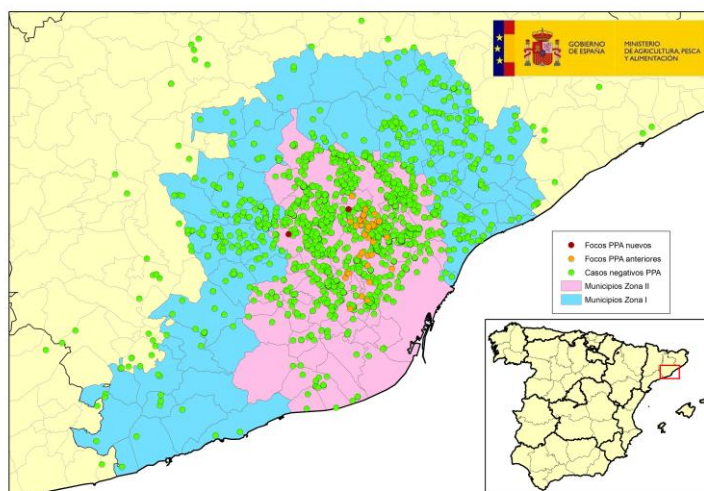 GOBIERNO
DE ESPAÑA
MINISTERIO
DE AGRICULTURA, PESCA
Y ALIMENTACIÓN
Focos PPA nuevos
Focos PPA anteriores
Casos negativos PPA
Municipios Zona II
Municipios Zona I